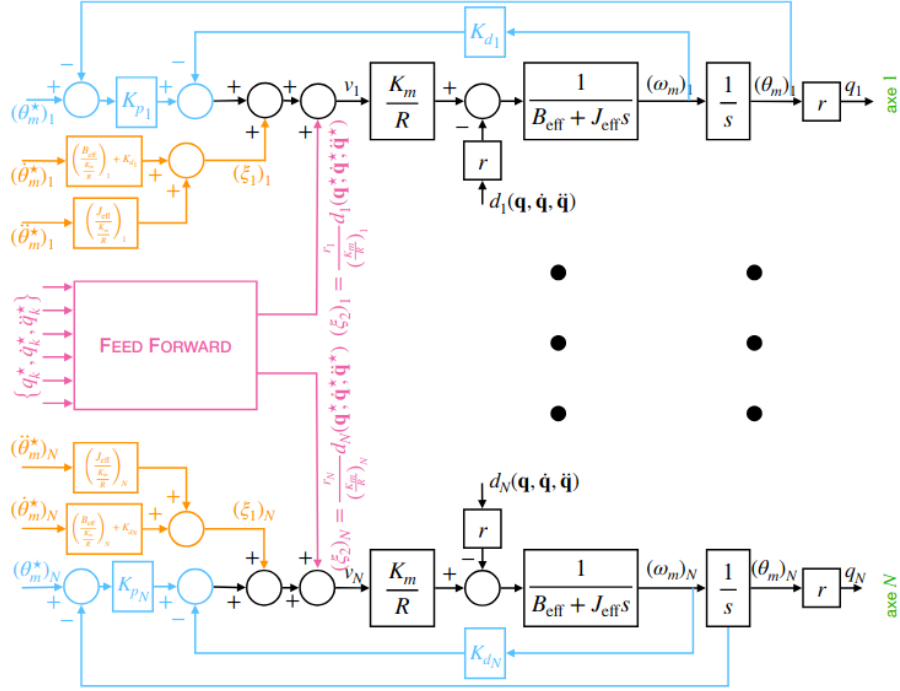 K_{d_1}
(θ_m^⋆)_1 + − K_{p_1} + − + + + + v_1 K_m/R + − 1/(B_eff + J_eff s) (ω_m)_1 1/s (θ_m)_1 r q_1 axe 1
(θ̇_m^⋆)_1 (B_eff/(K_m/R))_1 + K_{d_1} + + (ξ_1)_1
r
(θ̈_m^⋆)_1 (J_eff/(K_m/R))_1
d_1(q, q̇, q̈)
(ξ_2)_1 = r_1/(K_m/R)_1 d_1(q^⋆, q̇^⋆, q̈^⋆)
{q_k^⋆, q̇_k^⋆, q̈_k^⋆}
FEED FORWARD
(ξ_2)_N = r_N/(K_m/R)_N d_N(q^⋆, q̇^⋆, q̈^⋆)
(θ̈_m^⋆)_N (J_eff/(K_m/R))_N
d_N(q, q̇, q̈)
(θ̇_m^⋆)_N (B_eff/(K_m/R))_N + K_{d_N} + + (ξ_1)_N
r
(θ_m^⋆)_N + − K_{p_N} + − + + + + v_N K_m/R + − 1/(B_eff + J_eff s) (ω_m)_N 1/s (θ_m)_N r q_N axe N
K_{d_N}